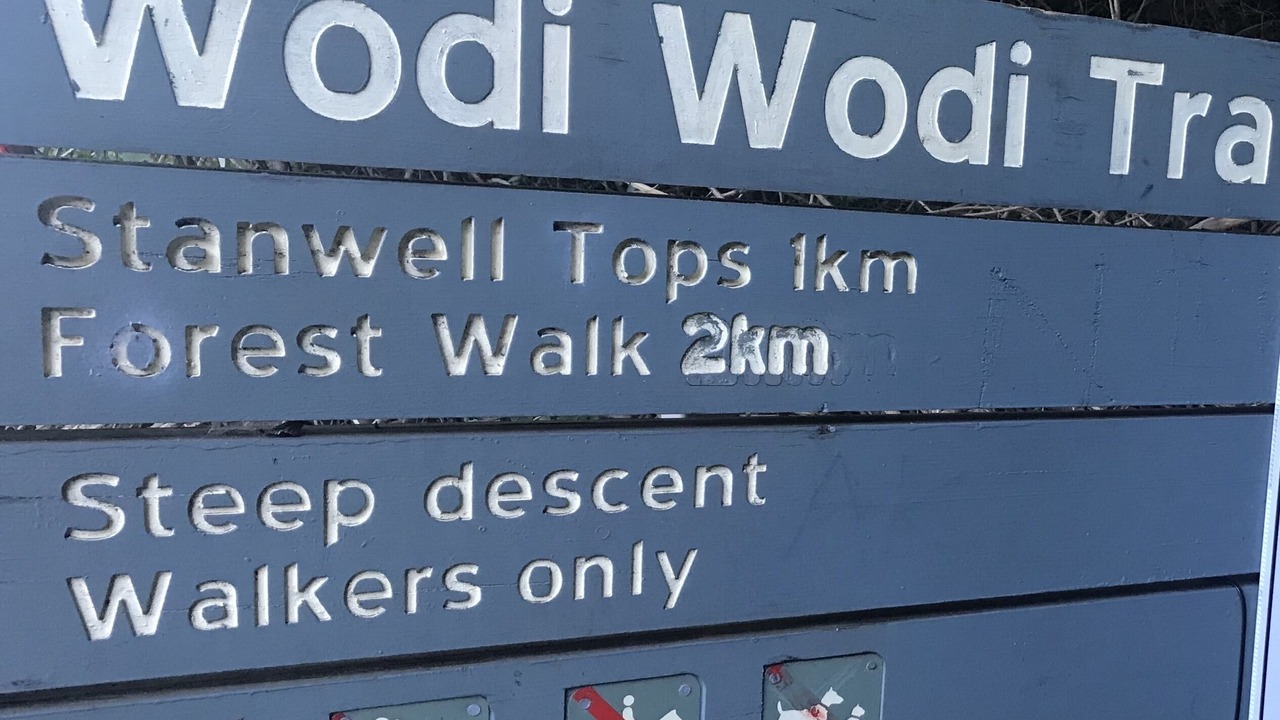 Wodi Wodi Tra
Stanwell Tops 1km
Forest Walk 2km
Steep descent
Walkers only